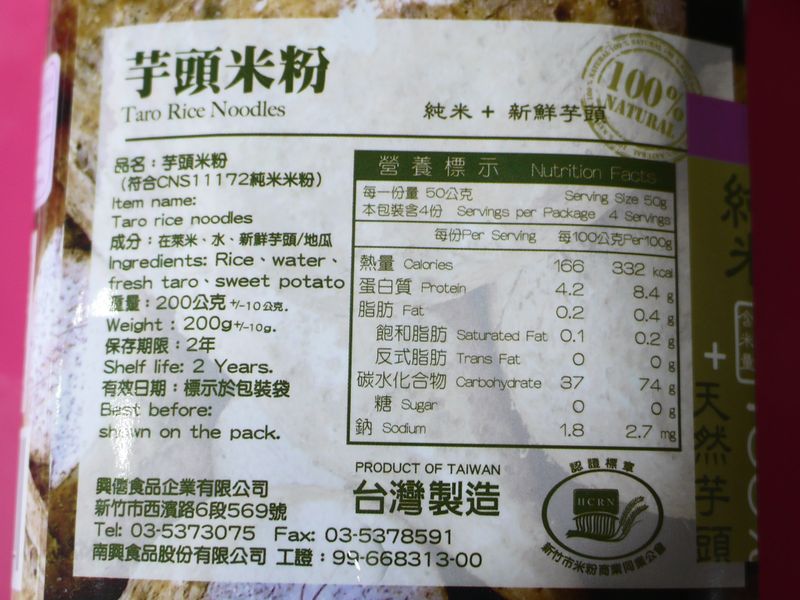 芋頭米粉
Taro Rice Noodles
純米 + 新鮮芋頭
100%
NATURAL
品名：芋頭米粉
（符合CNS11172純米米粉）
Item name:
Taro rice noodles
成分：在萊米、水、新鮮芋頭/地瓜
Ingredients: Rice、water、
fresh taro、sweet potato
重量：200公克+/-10公克.
Weight : 200g+/-10g.
保存期限：2年
Shelf life: 2 Years.
有效日期：標示於包裝袋
Best before:
shown on the pack.
營養標示 Nutrition Facts
每一份量 50公克 Serving Size 50g
本包裝含4份 Servings per Package 4 Servings
每份Per Serving 每100公克Per100g
熱量 Calories 166 332 kcal
蛋白質 Protein 4.2 8.4 g
脂肪 Fat 0.2 0.4 g
飽和脂肪 Saturated Fat 0.1 0.2 g
反式脂肪 Trans Fat 0 0 g
碳水化合物 Carbohydrate 37 74 g
糖 Sugar 0 0 g
鈉 Sodium 1.8 2.7 mg
PRODUCT OF TAIWAN
台灣製造
認證標章
HCRN
新竹市米粉商業同業公會
興僑食品企業有限公司
新竹市西濱路6段569號
Tel: 03-5373075 Fax: 03-5378591
南興食品股份有限公司 工證：99-668313-00
純米
含米量
+
天然芋頭